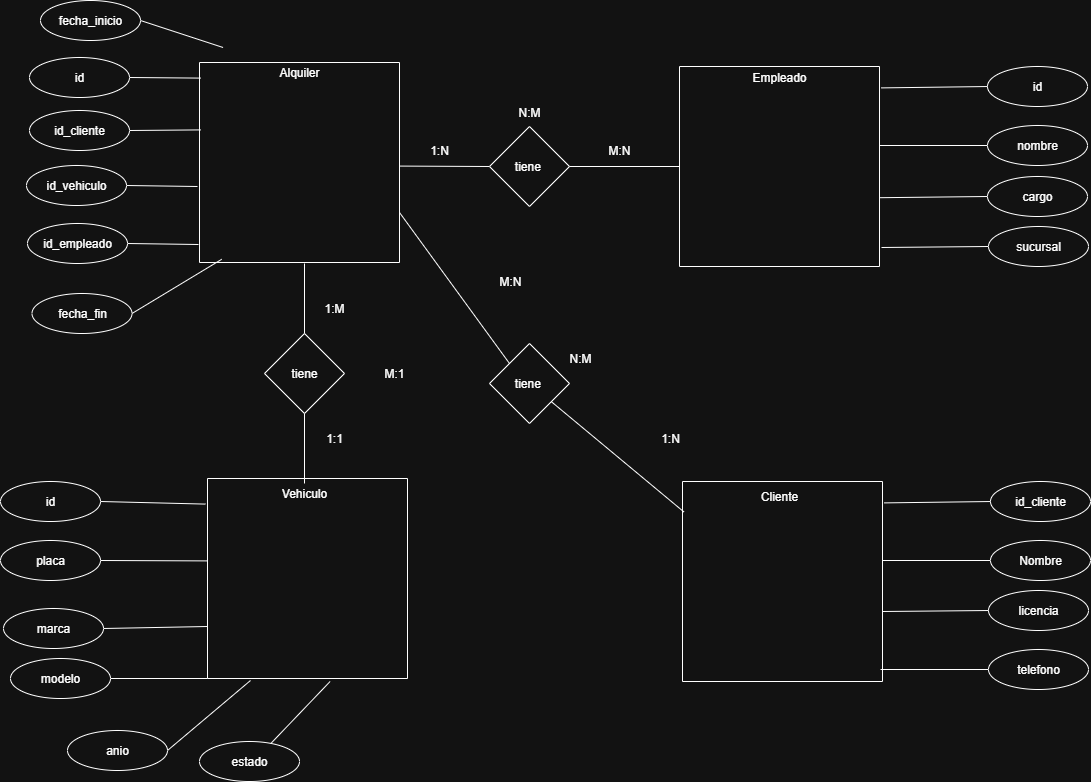 fecha_inicio
Alquiler
id
id_cliente
id_vehiculo
id_empleado
fecha_fin
1:N
N:M
tiene
M:N
Empleado
id
nombre
cargo
sucursal
1:M
tiene
M:1
1:1
M:N
N:M
tiene
1:N
Vehiculo
id
placa
marca
modelo
anio
estado
Cliente
id_cliente
Nombre
licencia
telefono